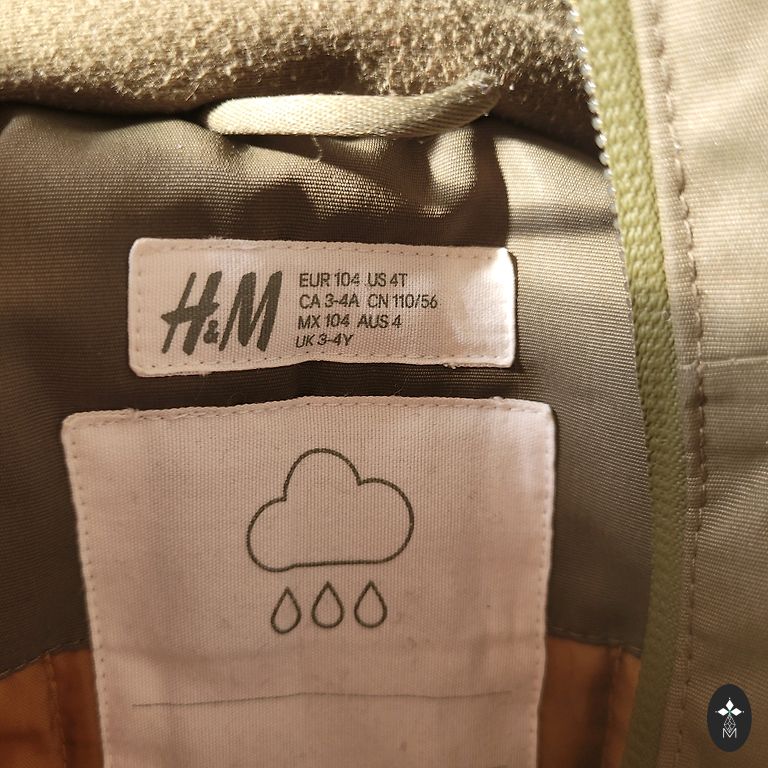 H&M
EUR 104 US 4T
CA 3-4A CN 110/56
MX 104 AUS 4
UK 3-4Y
M